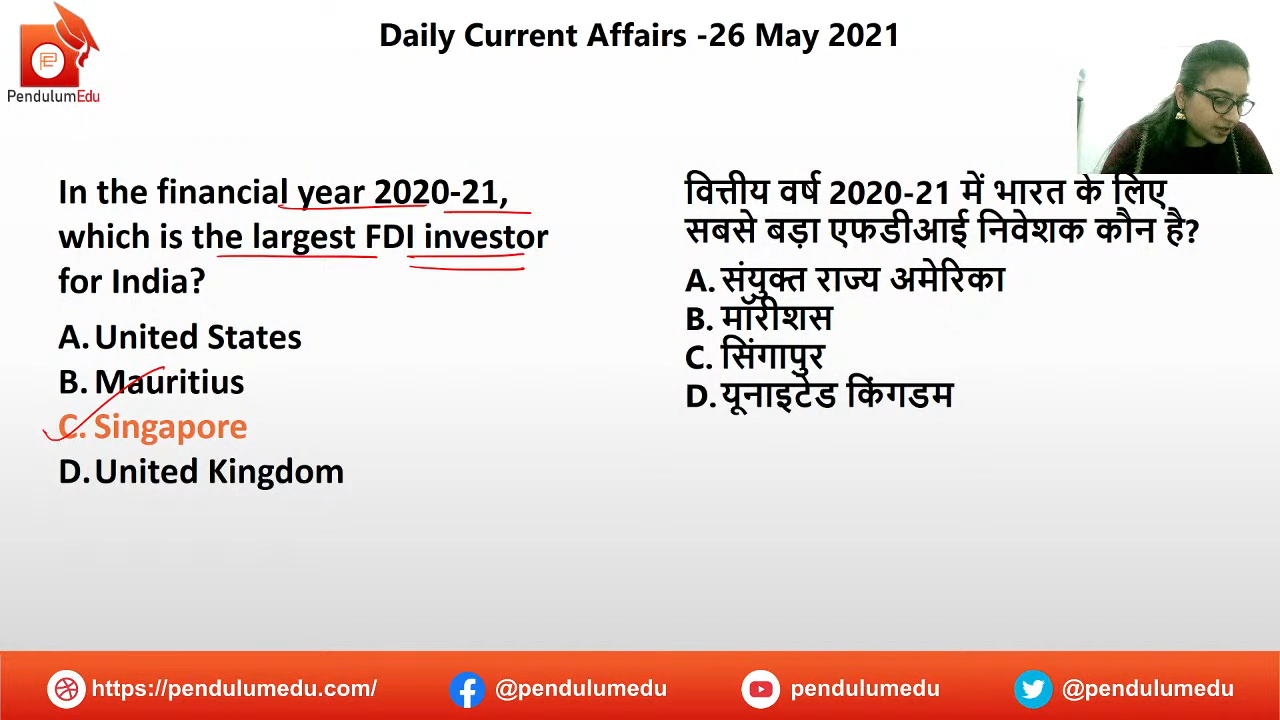 Daily Current Affairs -26 May 2021
PendulumEdu
In the financial year 2020-21,
which is the largest FDI investor
for India?
A. United States
B. Mauritius
C. Singapore
D. United Kingdom
वित्तीय वर्ष 2020-21 में भारत के लिए
सबसे बड़ा एफडीआई निवेशक कौन है?
A. संयुक्त राज्य अमेरिका
B. मॉरीशस
C. सिंगापुर
D. यूनाइटेड किंगडम
https://pendulumedu.com/
@pendulumedu
pendulumedu
@pendulumedu